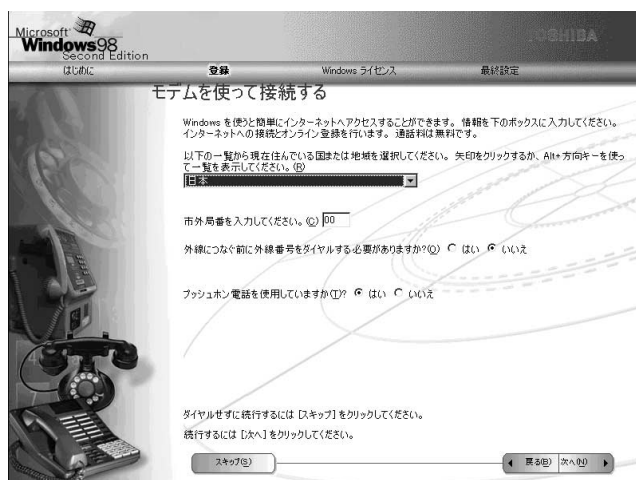 Microsoft
Windows98
Second Edition
TOSHIBA
はじめに 登録 Windows ライセンス 最終設定
モデムを使って接続する
Windows を使うと簡単にインターネットへアクセスすることができます。 情報を下のボックスに入力してください。
インターネットへの接続とオンライン登録を行います。 通話料は無料です。
以下の一覧から現在住んでいる国または地域を選択してください。 矢印をクリックするか、Alt+方向キーを使っ
て一覧を表示してください。(R)
日本
市外局番を入力してください。(C) 00
外線につなぐ前に外線番号をダイヤルする必要がありますか?(O) はい いいえ
プッシュホン電話を使用していますか(T)? はい いいえ
ダイヤルせずに続行するには [スキップ] をクリックしてください。
続行するには [次へ] をクリックしてください。
スキップ(S) 戻る(B) 次へ(N)